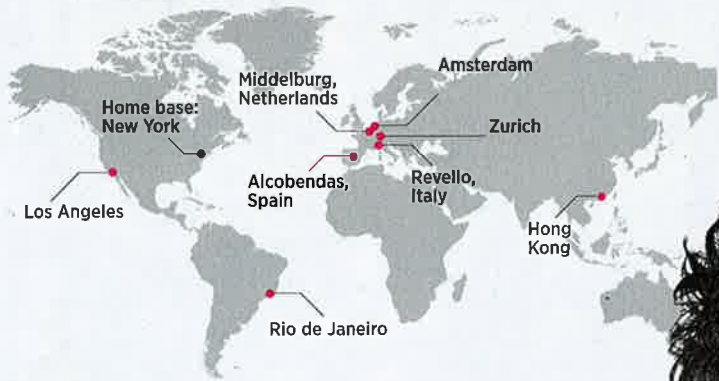 Amsterdam
Middelburg,
Netherlands
Home base:
New York
Zurich
Alcobendas,
Spain
Revello,
Italy
Los Angeles
Hong
Kong
Rio de Janeiro